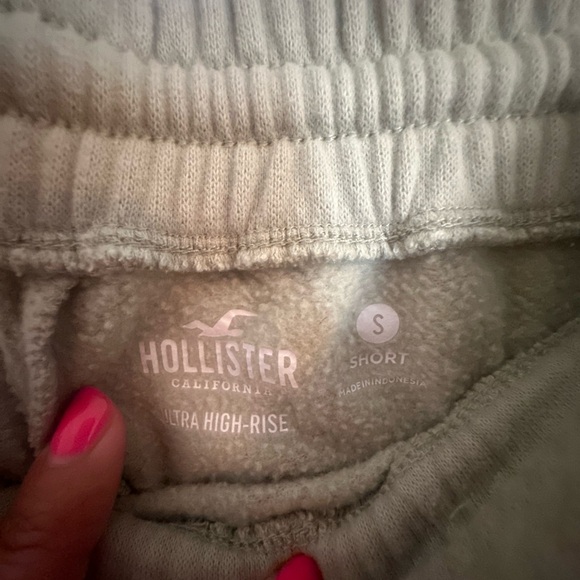 HOLLISTER
CALIFORNIA
ULTRA HIGH-RISE
S
SHORT
MADE IN INDONESIA